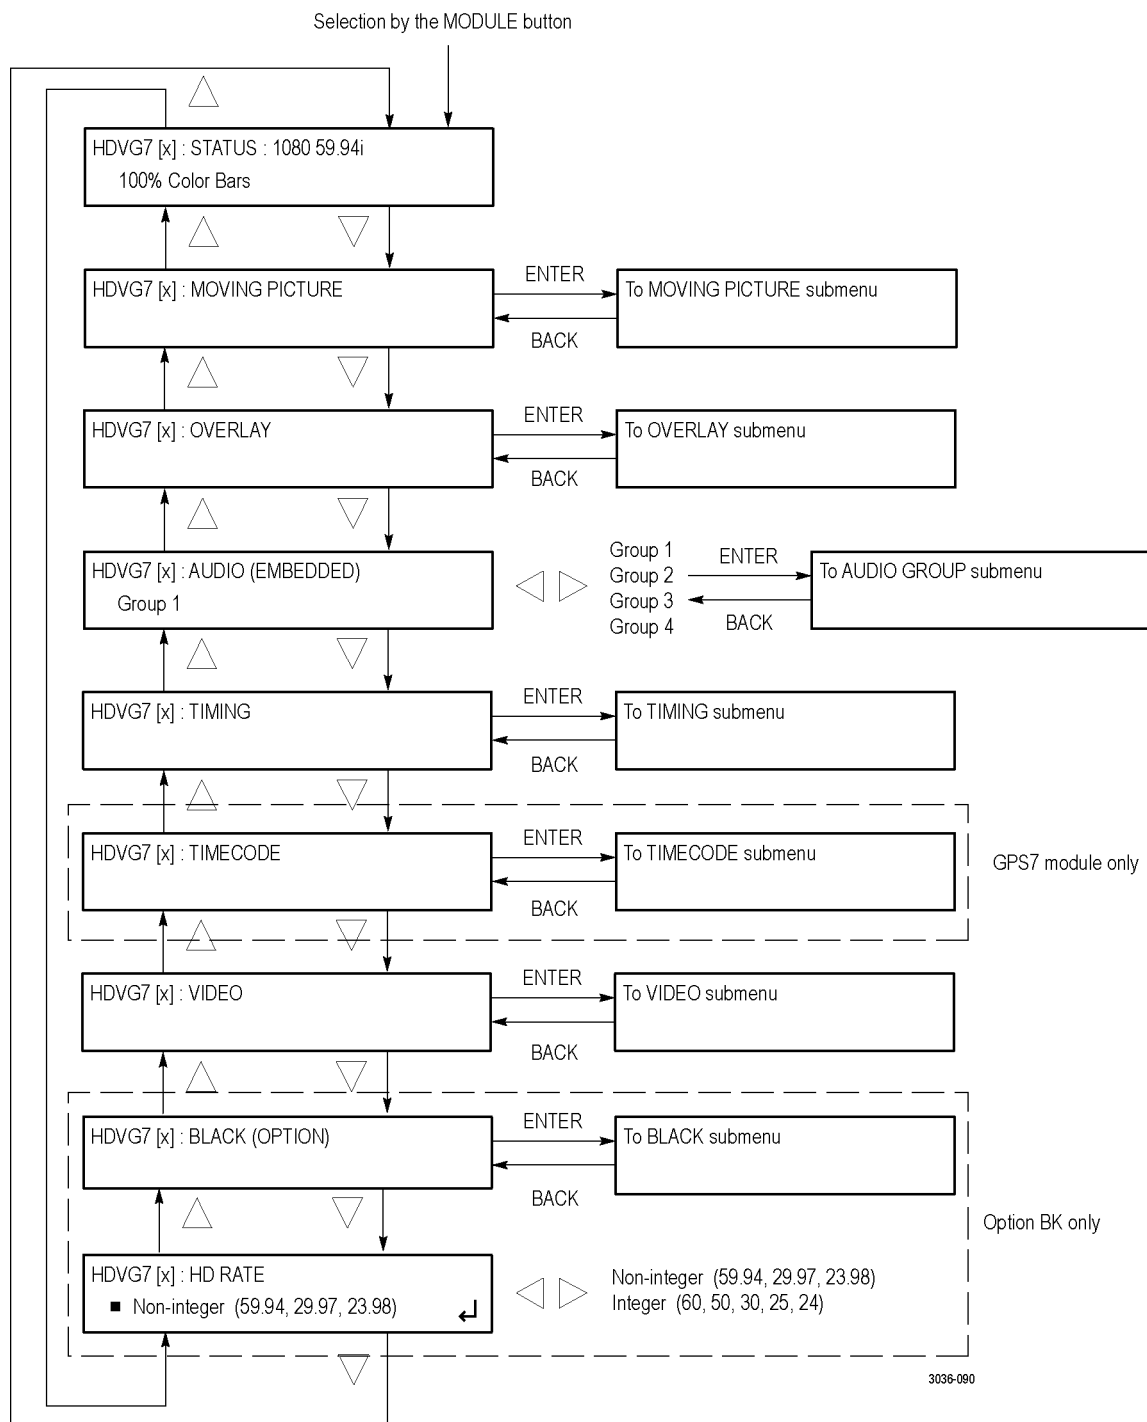 Selection by the MODULE button
HDVG7 [x] : STATUS : 1080 59.94i
100% Color Bars
HDVG7 [x] : MOVING PICTURE
ENTER
BACK
To MOVING PICTURE submenu
HDVG7 [x] : OVERLAY
ENTER
BACK
To OVERLAY submenu
HDVG7 [x] : AUDIO (EMBEDDED)
Group 1
Group 1
Group 2
Group 3
Group 4
ENTER
BACK
To AUDIO GROUP submenu
HDVG7 [x] : TIMING
ENTER
BACK
To TIMING submenu
HDVG7 [x] : TIMECODE
ENTER
BACK
To TIMECODE submenu
GPS7 module only
HDVG7 [x] : VIDEO
ENTER
BACK
To VIDEO submenu
HDVG7 [x] : BLACK (OPTION)
ENTER
BACK
To BLACK submenu
Option BK only
HDVG7 [x] : HD RATE
■ Non-integer (59.94, 29.97, 23.98)
Non-integer (59.94, 29.97, 23.98)
Integer (60, 50, 30, 25, 24)
3036-090